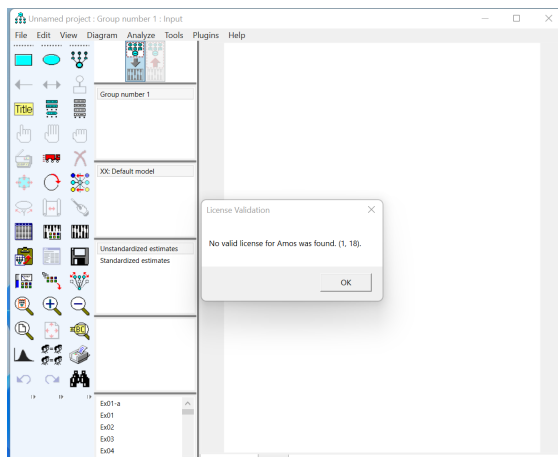 Unnamed project : Group number 1 : Input
File Edit View Diagram Analyze Tools Plugins Help
Title
Group number 1
XX: Default model
License Validation
No valid license for Amos was found. (1, 18).
OK
Unstandardized estimates
Standardized estimates
Ex01-a
Ex01
Ex02
Ex03
Ex04